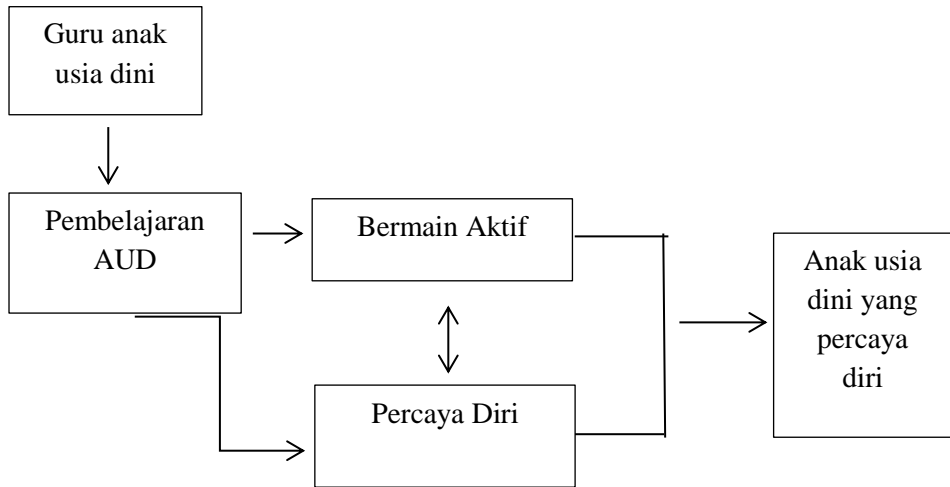 Guru anak
usia dini
Pembelajaran
AUD
Bermain Aktif
Percaya Diri
Anak usia
dini yang
percaya
diri